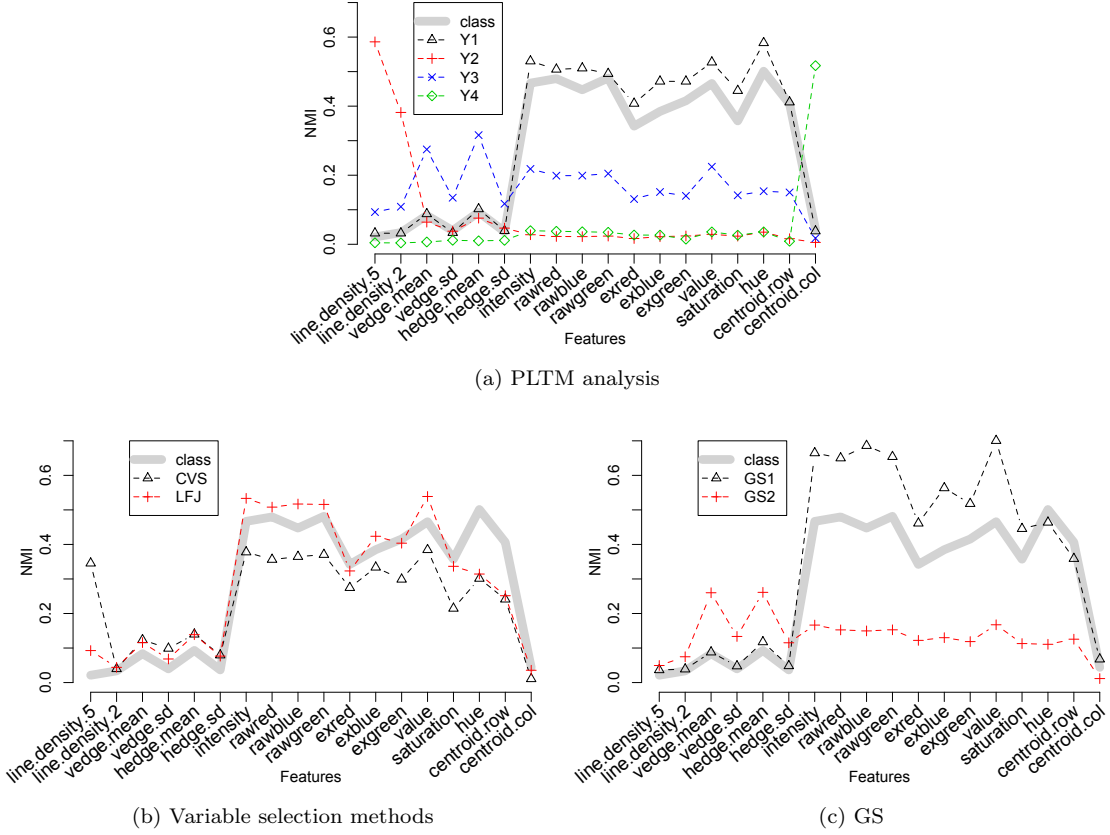 class
Y1
Y2
Y3
Y4
NMI
0.0
0.2
0.4
0.6
line.density.5
line.density.2
vedge.mean
vedge.sd
hedge.mean
hedge.sd
intensity
rawred
rawblue
rawgreen
exred
exblue
exgreen
value
saturation
hue
centroid.row
centroid.col
Features
(a) PLTM analysis
class
CVS
LFJ
NMI
0.0
0.2
0.4
0.6
line.density.5
line.density.2
vedge.mean
vedge.sd
hedge.mean
hedge.sd
intensity
rawred
rawblue
rawgreen
exred
exblue
exgreen
value
saturation
hue
centroid.row
centroid.col
Features
(b) Variable selection methods
class
GS1
GS2
NMI
0.0
0.2
0.4
0.6
line.density.5
line.density.2
vedge.mean
vedge.sd
hedge.mean
hedge.sd
intensity
rawred
rawblue
rawgreen
exred
exblue
exgreen
value
saturation
hue
centroid.row
centroid.col
Features
(c) GS